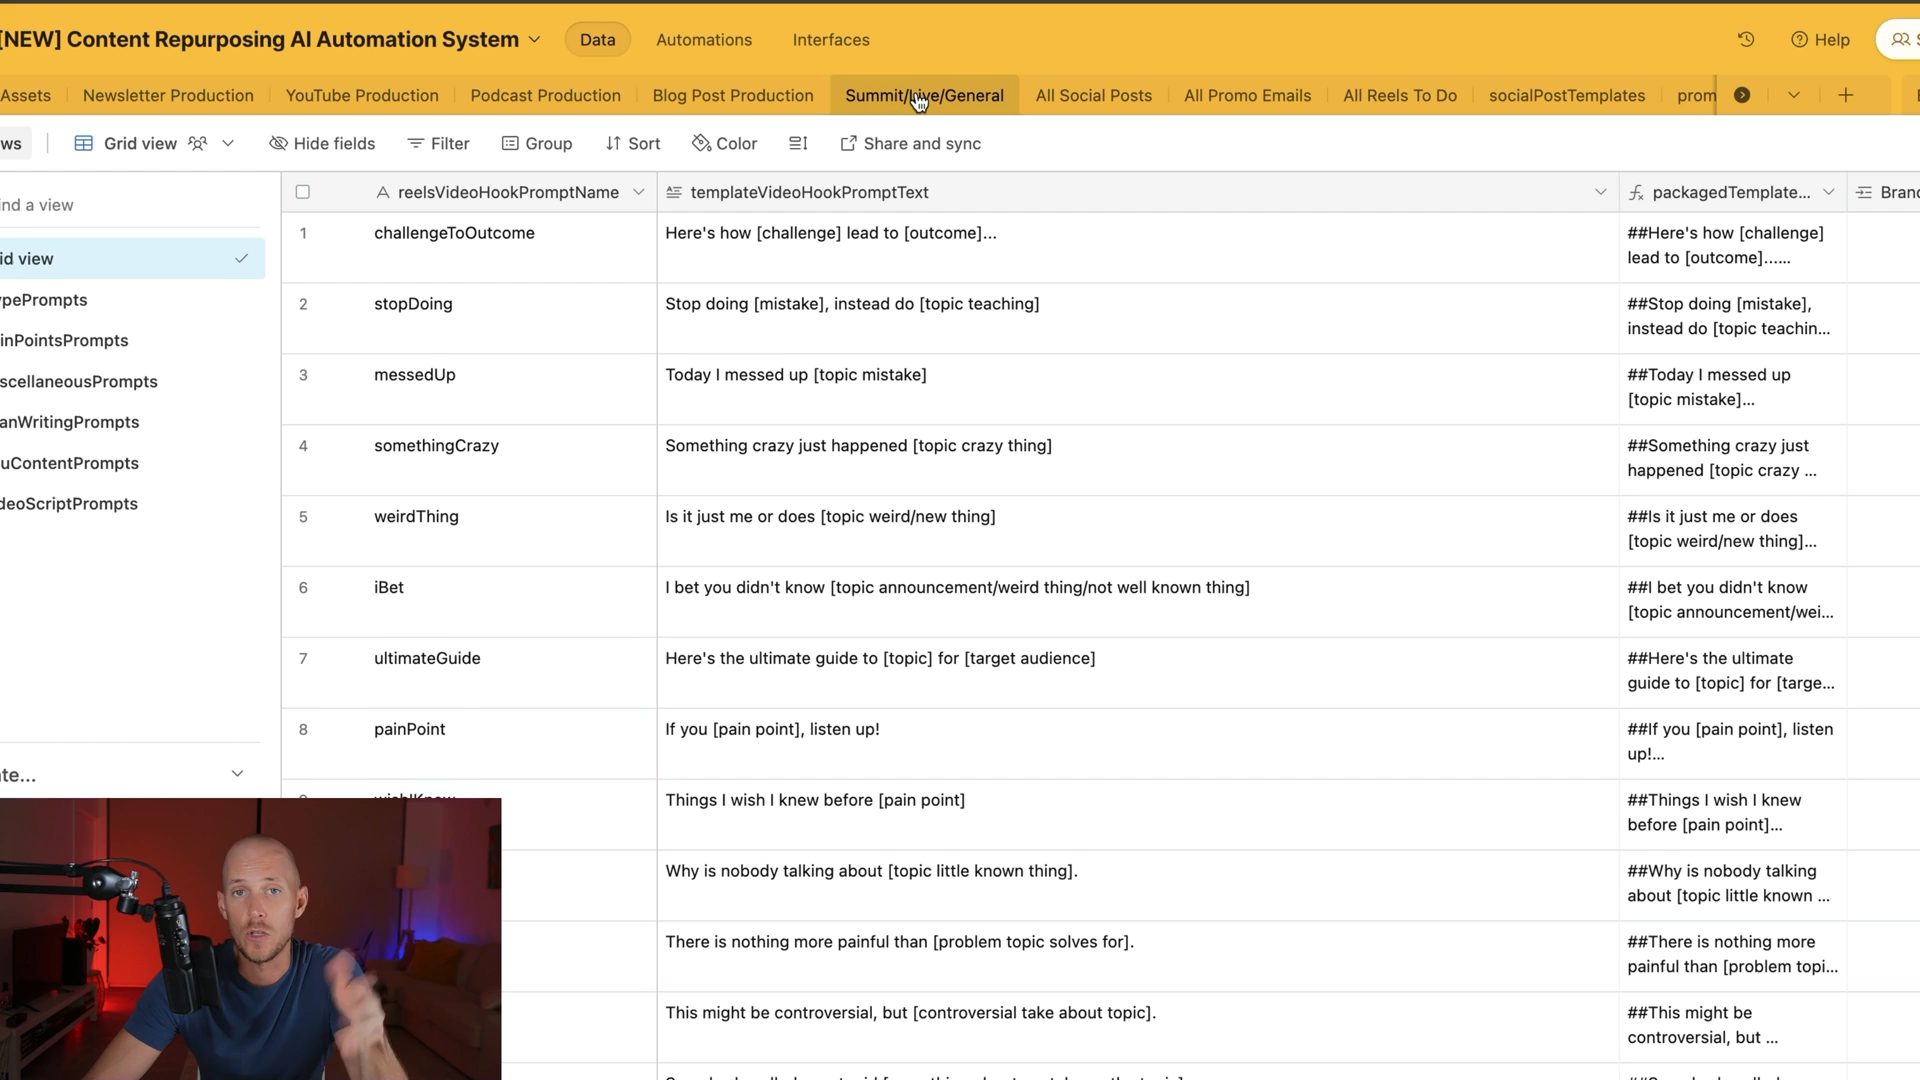 [NEW] Content Repurposing AI Automation System
Data
Automations
Interfaces
Help
Assets
Newsletter Production
YouTube Production
Podcast Production
Blog Post Production
Summit/Live/General
All Social Posts
All Promo Emails
All Reels To Do
socialPostTemplates
prom
ws
Grid view
Hide fields
Filter
Group
Sort
Color
Share and sync
ind a view
id view
ypePrompts
inPointsPrompts
scellaneousPrompts
anWritingPrompts
uContentPrompts
deoScriptPrompts
te...
reelsVideoHookPromptName
templateVideoHookPromptText
packagedTemplate...
Branc
1
challengeToOutcome
Here's how [challenge] lead to [outcome]...
##Here's how [challenge]
lead to [outcome]......
2
stopDoing
Stop doing [mistake], instead do [topic teaching]
##Stop doing [mistake],
instead do [topic teachin...
3
messedUp
Today I messed up [topic mistake]
##Today I messed up
[topic mistake]...
4
somethingCrazy
Something crazy just happened [topic crazy thing]
##Something crazy just
happened [topic crazy ...
5
weirdThing
Is it just me or does [topic weird/new thing]
##Is it just me or does
[topic weird/new thing]...
6
iBet
I bet you didn't know [topic announcement/weird thing/not well known thing]
##I bet you didn't know
[topic announcement/wei...
7
ultimateGuide
Here's the ultimate guide to [topic] for [target audience]
##Here's the ultimate
guide to [topic] for [targe...
8
painPoint
If you [pain point], listen up!
##If you [pain point], listen
up!...
Things I wish I knew before [pain point]
##Things I wish I knew
before [pain point]...
Why is nobody talking about [topic little known thing].
##Why is nobody talking
about [topic little known ...
There is nothing more painful than [problem topic solves for].
##There is nothing more
painful than [problem topi...
This might be controversial, but [controversial take about topic].
##This might be
controversial, but ...